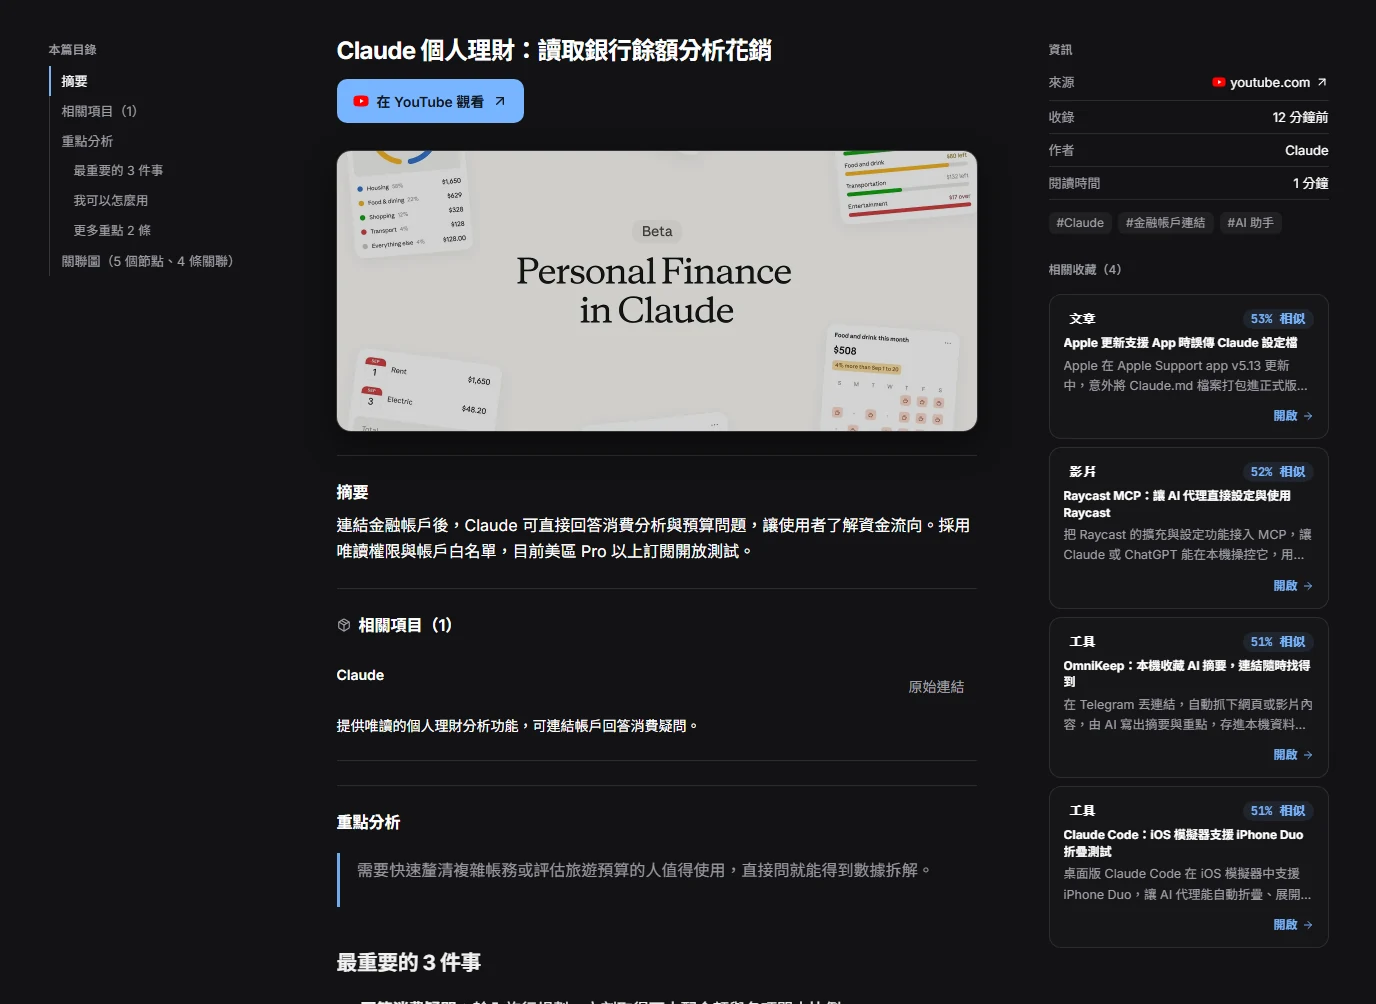 本篇目錄
摘要
相關項目（1）
重點分析
最重要的 3 件事
我可以怎麼用
更多重點 2 條
關聯圖（5 個節點、4 條關聯）
Claude 個人理財：讀取銀行餘額分析花銷
在 YouTube 觀看
Housing 58% $1,650
Food & dining 22% $629
Shopping 12% $328
Transport 4% $128
Everything else 4% $128.00
$80 left
Food and drink
$132 left
Transportation
$17 over
Entertainment
Beta
Personal Finance
in Claude
SEP
1 Rent $1,650
SEP
3 Electric $48.20
Total
Food and drink this month
$508
4% more than Sep 1 to 20
S M T W T F S
摘要
連結金融帳戶後，Claude 可直接回答消費分析與預算問題，讓使用者了解資金流向。採用
唯讀權限與帳戶白名單，目前美區 Pro 以上訂閱開放測試。
相關項目（1）
Claude
原始連結
提供唯讀的個人理財分析功能，可連結帳戶回答消費疑問。
重點分析
需要快速釐清複雜帳務或評估旅遊預算的人值得使用，直接問就能得到數據拆解。
最重要的 3 件事
資訊
來源 youtube.com
收錄 12 分鐘前
作者 Claude
閱讀時間 1 分鐘
#Claude #金融帳戶連結 #AI 助手
相關收藏（4）
文章 53% 相似
Apple 更新支援 App 時誤傳 Claude 設定檔
Apple 在 Apple Support app v5.13 更新
中，意外將 Claude.md 檔案打包進正式版...
開啟
影片 52% 相似
Raycast MCP：讓 AI 代理直接設定與使用
Raycast
把 Raycast 的擴充與設定功能接入 MCP，讓
Claude 或 ChatGPT 能在本機操控它，用...
開啟
工具 51% 相似
OmniKeep：本機收藏 AI 摘要，連結隨時找得
到
在 Telegram 丟連結，自動抓下網頁或影片內
容，由 AI 寫出摘要與重點，存進本機資料...
開啟
工具 51% 相似
Claude Code：iOS 模擬器支援 iPhone Duo
折疊測試
桌面版 Claude Code 在 iOS 模擬器中支援
iPhone Duo，讓 AI 代理能自動折疊、展開...
開啟